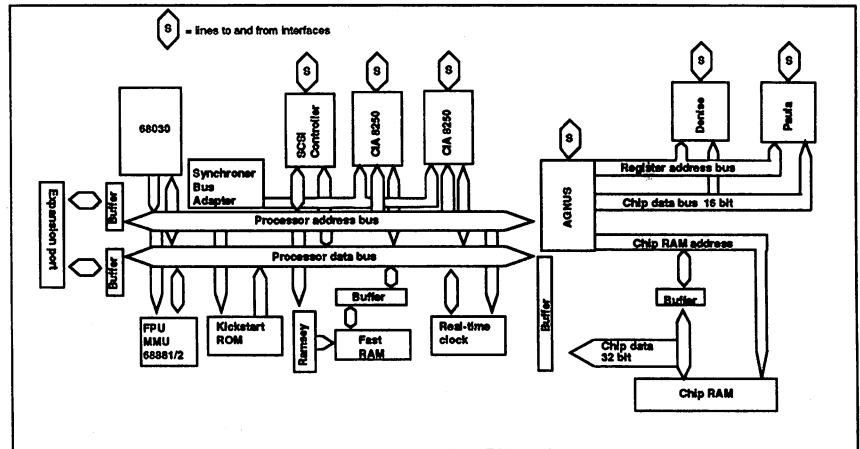 S = lines to and from interfaces
S
S
S
S
S
S
68030
SCSI
Controller
CIA 8250
CIA 8250
Denise
Paula
Synchroner
Bus
Adapter
AGNUS
Register address bus
Chip data bus 16 bit
Expansion port
Buffer
Processor address bus
Chip RAM address
Buffer
Processor data bus
Buffer
Buffer
Buffer
FPU
MMU
68881/2
Kickstart
ROM
Ramsey
Fast
RAM
Real-time
clock
Chip data
32 bit
Chip RAM